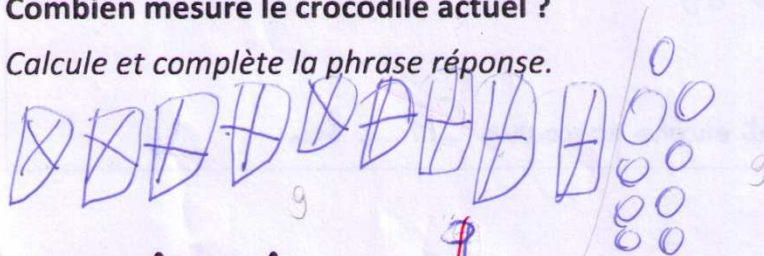 Combien mesure le crocodile actuel ?
Calcule et complète la phrase réponse.
9